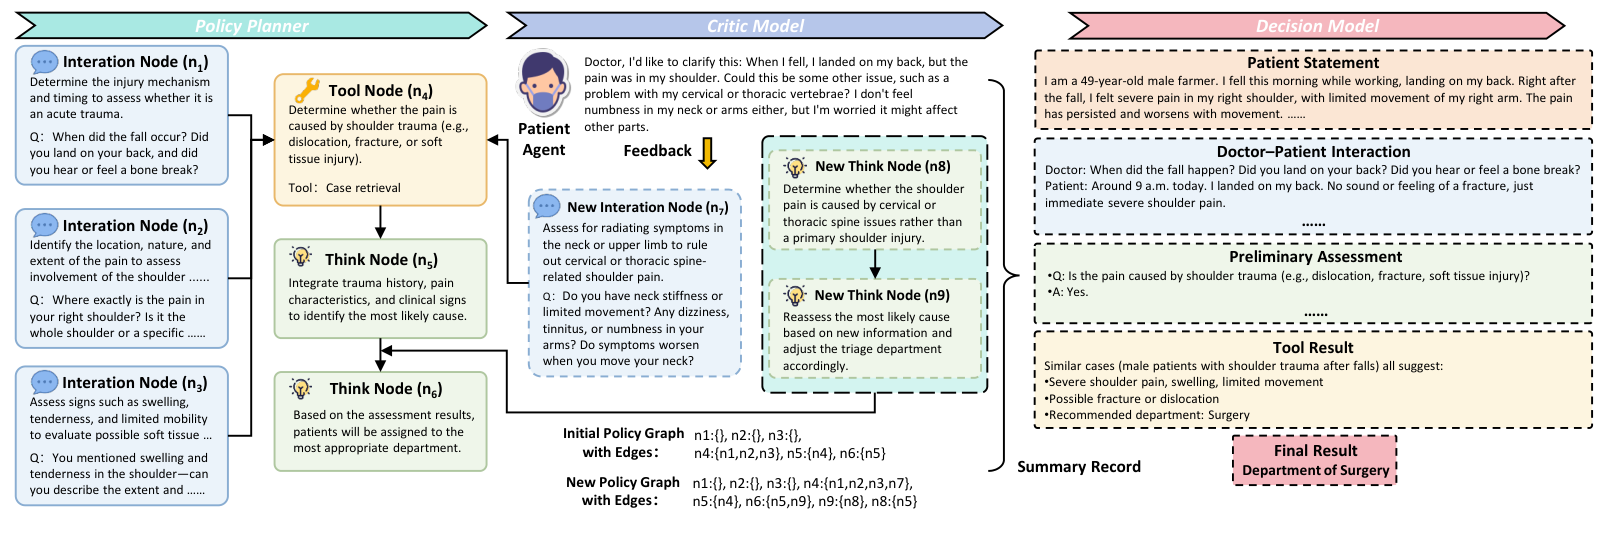 Policy Planner
Interation Node (n1)
Determine the injury mechanism
and timing to assess whether it is
an acute trauma.
Q： When did the fall occur? Did
you land on your back, and did
you hear or feel a bone break?
Interation Node (n2)
Identify the location, nature, and
extent of the pain to assess
involvement of the shoulder ......
Q： Where exactly is the pain in
your right shoulder? Is it the
whole shoulder or a specific ......
Interation Node (n3)
Assess signs such as swelling,
tenderness, and limited mobility
to evaluate possible soft tissue ...
Q： You mentioned swelling and
tenderness in the shoulder—can
you describe the extent and ......
Tool Node (n4)
Determine whether the pain is
caused by shoulder trauma (e.g.,
dislocation, fracture, or soft
tissue injury).
Tool： Case retrieval
Think Node (n5)
Integrate trauma history, pain
characteristics, and clinical signs
to identify the most likely cause.
Think Node (n6)
Based on the assessment results,
patients will be assigned to the
most appropriate department.
Critic Model
Patient
Agent
Doctor, I'd like to clarify this: When I fell, I landed on my back, but the
pain was in my shoulder. Could this be some other issue, such as a
problem with my cervical or thoracic vertebrae? I don't feel
numbness in my neck or arms either, but I'm worried it might affect
other parts.
Feedback
New Interation Node (n7)
Assess for radiating symptoms in
the neck or upper limb to rule
out cervical or thoracic spine-
related shoulder pain.
Q： Do you have neck stiffness or
limited movement? Any dizziness,
tinnitus, or numbness in your
arms? Do symptoms worsen
when you move your neck?
New Think Node (n8)
Determine whether the shoulder
pain is caused by cervical or
thoracic spine issues rather than
a primary shoulder injury.
New Think Node (n9)
Reassess the most likely cause
based on new information and
adjust the triage department
accordingly.
Initial Policy Graph
with Edges：
n1:{}, n2:{}, n3:{},
n4:{n1,n2,n3}, n5:{n4}, n6:{n5}
New Policy Graph
with Edges：
n1:{}, n2:{}, n3:{}, n4:{n1,n2,n3,n7},
n5:{n4}, n6:{n5,n9}, n9:{n8}, n8:{n5}
Summary Record
Decision Model
Patient Statement
I am a 49-year-old male farmer. I fell this morning while working, landing on my back. Right after
the fall, I felt severe pain in my right shoulder, with limited movement of my right arm. The pain
has persisted and worsens with movement. ......
Doctor–Patient Interaction
Doctor: When did the fall happen? Did you land on your back? Did you hear or feel a bone break?
Patient: Around 9 a.m. today. I landed on my back. No sound or feeling of a fracture, just
immediate severe shoulder pain.
......
Preliminary Assessment
•Q: Is the pain caused by shoulder trauma (e.g., dislocation, fracture, soft tissue injury)?
•A: Yes.
......
Tool Result
Similar cases (male patients with shoulder trauma after falls) all suggest:
•Severe shoulder pain, swelling, limited movement
•Possible fracture or dislocation
•Recommended department: Surgery
Final Result
Department of Surgery